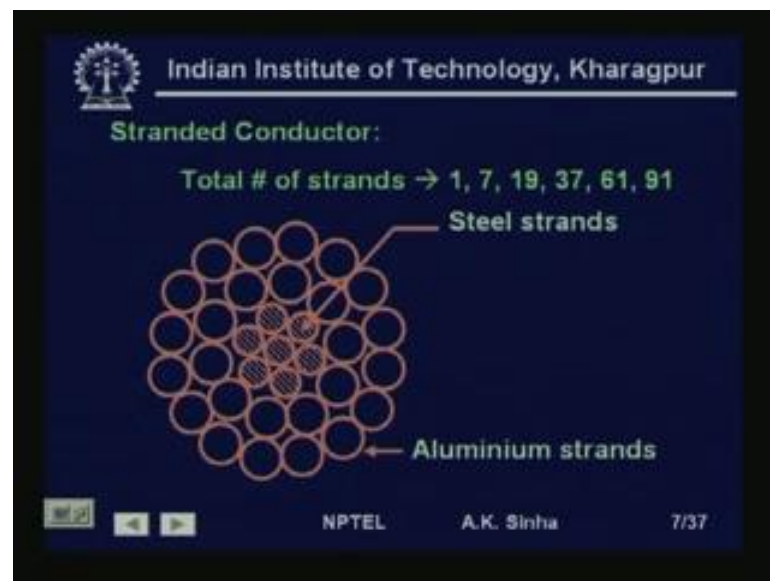 Indian Institute of Technology, Kharagpur
Stranded Conductor:
Total # of strands → 1, 7, 19, 37, 61, 91
Steel strands
Aluminium strands
NPTEL A.K. Sinha 7/37